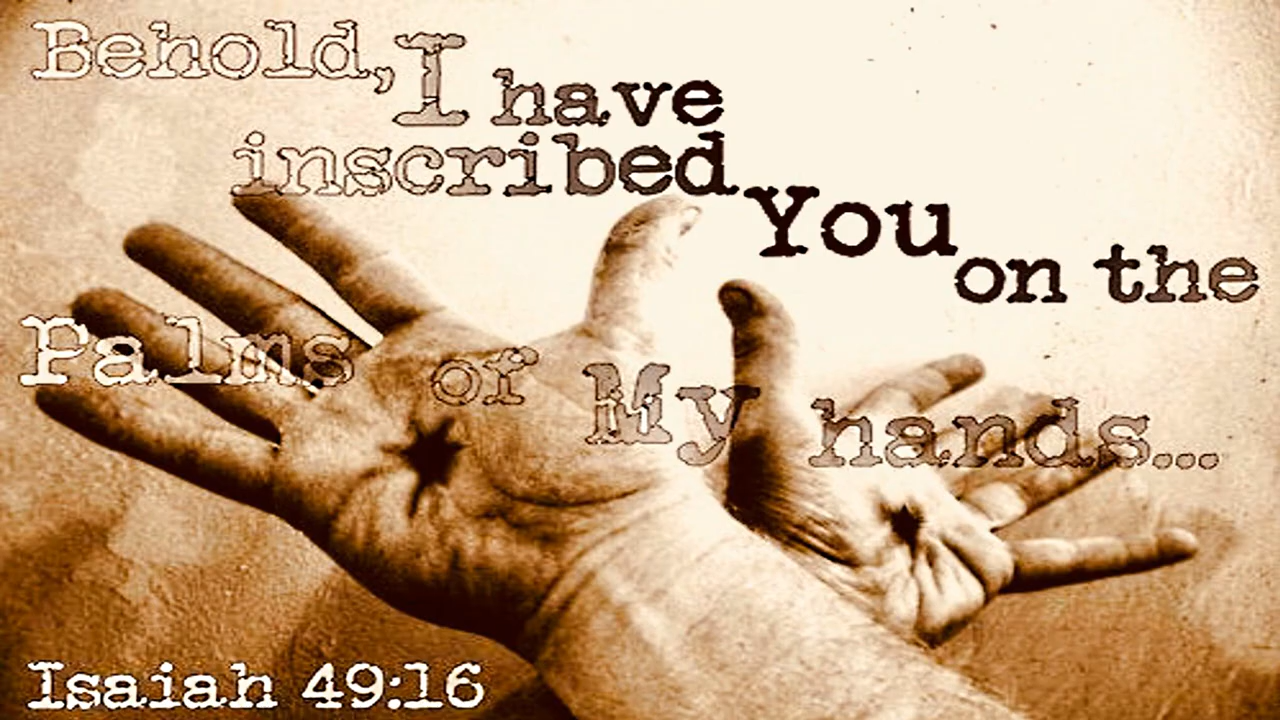 Behold, I have
inscribed You
on the
Palms of My hands...
Isaiah 49:16